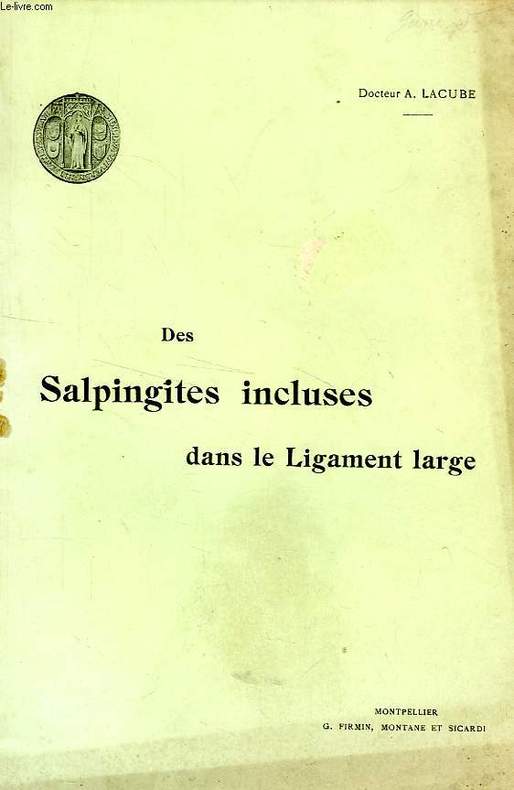 Le-livre.com
Docteur A. LACUBE
Des
Salpingites incluses
dans le Ligament large
MONTPELLIER
G. FIRMIN, MONTANE ET SICARDI